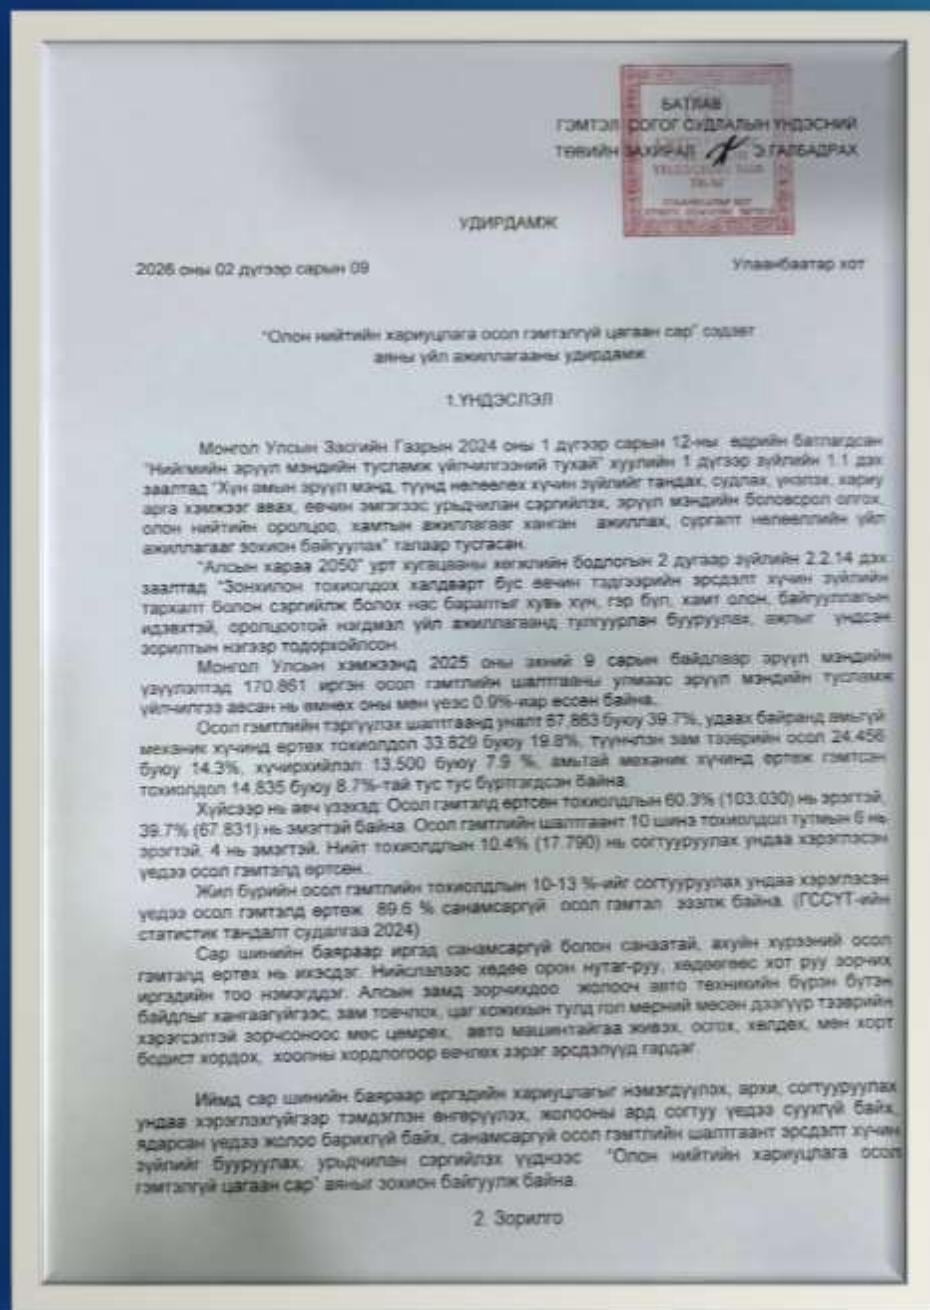 БАТЛАВ
ГЭМТЭЛ СОГОГ СУДЛАЛЫН ҮНДЭСНИЙ
ТӨВИЙН ЗАХИРАЛ Э.ГАЛБАДРАХ
УДИРДАМЖ
2026 оны 02 дугаар сарын 09 Улаанбаатар хот
"Олон нийтийн хариуцлага осол гэмтэлгүй цагаан сар" сэдэвт
аяны үйл ажиллагааны удирдамж
1.ҮНДЭСЛЭЛ
Монгол Улсын Засгийн Газрын 2024 оны 1 дүгээр сарын 12-ны өдрийн батлагдсан
"Нийгмийн эрүүл мэндийн тусламж үйлчилгээний тухай" хуулийн 1 дүгээр зүйлийн 1.1 дэх
заалтад "Хүн амын эрүүл мэнд, түүнд нөлөөлөх хүчин зүйлийг тандах, судлах, үнэлэх, хариу
арга хэмжээг авах, өвчин эмгэгээс урьдчилан сэргийлэх, эрүүл мэндийн боловсрол олгох,
олон нийтийн оролцоо, хамтын ажиллагааг ханган ажиллах, сургалт нөлөөллийн үйл
ажиллагааг зохион байгуулах" талаар тусгасан.
"Алсын хараа 2050" урт хугацааны хөгжлийн бодлогын 2 дугаар зүйлийн 2.2.14 дэх
заалтад "Зонхилон тохиолдох халдварт бус өвчин тэдгээрийн эрсдэлт хүчин зүйлийн
тархалт болон сэргийлж болох нас баралтыг хувь хүн, гэр бүл, хамт олон, байгууллагын
идэвхтэй, оролцоотой нэгдмэл үйл ажиллагаанд тулгуурлан бууруулах, ажлыг үндсэн
зорилтын нэгээр тодорхойлсон.
Монгол Улсын хэмжээнд 2025 оны эхний 9 сарын байдлаар эрүүл мэндийн
үзүүлэлтэд 170.861 иргэн осол гэмтлийн шалтгааны улмаас эрүүл мэндийн тусламж
үйлчилгээ авсан нь өмнөх оны мөн үеэс 0.9%-иар өссөн байна.
Осол гэмтлийн тэргүүлэх шалтгаанд уналт 67,863 буюу 39.7%, удаах байранд амьгүй
механик хүчинд өртөх тохиолдол 33.829 буюу 19.8%, түүнчлэн зам тээврийн осол 24.456
буюу 14.3%, хүчирхийлэл 13.500 буюу 7.9 %, амьтай механик хүчинд өртөж гэмтсэн
тохиолдол 14,835 буюу 8.7%-тай тус тус бүртгэгдсэн байна.
Хүйсээр нь авч үзэхэд: Осол гэмтэлд өртсөн тохиолдлын 60.3% (103.030) нь эрэгтэй,
39.7% (67.831) нь эмэгтэй байна. Осол гэмтлийн шалтгаант 10 шинэ тохиолдол тутмын 6 нь
эрэгтэй, 4 нь эмэгтэй. Нийт тохиолдлын 10.4% (17.790) нь согтууруулах ундаа хэрэглэсэн
үедээ осол гэмтэлд өртсөн.
Жил бүрийн осол гэмтлийн тохиолдлын 10-13 %-ийг согтууруулах ундаа хэрэглэсэн
үедээ осол гэмтэлд өртөж 89.6 % санамсаргүй осол гэмтэл эзэлж байна. (ГССҮТ-ийн
статистик тандалт судалгаа 2024)
Сар шинийн баяраар иргэд санамсаргүй болон санаатай, ахуйн хүрээний осол
гэмтэлд өртөх нь ихэсдэг. Нийслэлээс хөдөө орон нутаг-руу, хөдөөгөөс хот руу зорчих
иргэдийн тоо нэмэгддэг. Алсын замд зорчихдоо жолооч авто техникийн бүрэн бүтэн
байдлыг хангаагүйгээс, зам товчлох, цаг хожихын тулд гол мөрний мөсөн дээгүүр тээврийн
хэрэгсэлтэй зорчсоноос мөс цөмрөх, авто машинтайгаа живэх, осгох, хөлдөх, мөн хорт
бодист хордох, хоолны хордлогоор өвчлөх зэрэг эрсдэлүүд гардаг.
Иймд сар шинийн баяраар иргэдийн хариуцлагыг нэмэгдүүлэх, архи, согтууруулах
ундаа хэрэглэхгүйгээр тэмдэглэн өнгөрүүлэх, жолооны ард согтуу үедээ суухгүй байх,
ядарсан үедээ жолоо барихгүй байх, санамсаргүй осол гэмтлийн шалтгаант эрсдэлт хүчин
зүйлийг бууруулах, урьдчилан сэргийлэх үүднээс "Олон нийтийн хариуцлага осол
гэмтэлгүй цагаан сар" аяныг зохион байгуулж байна.
2. Зорилго